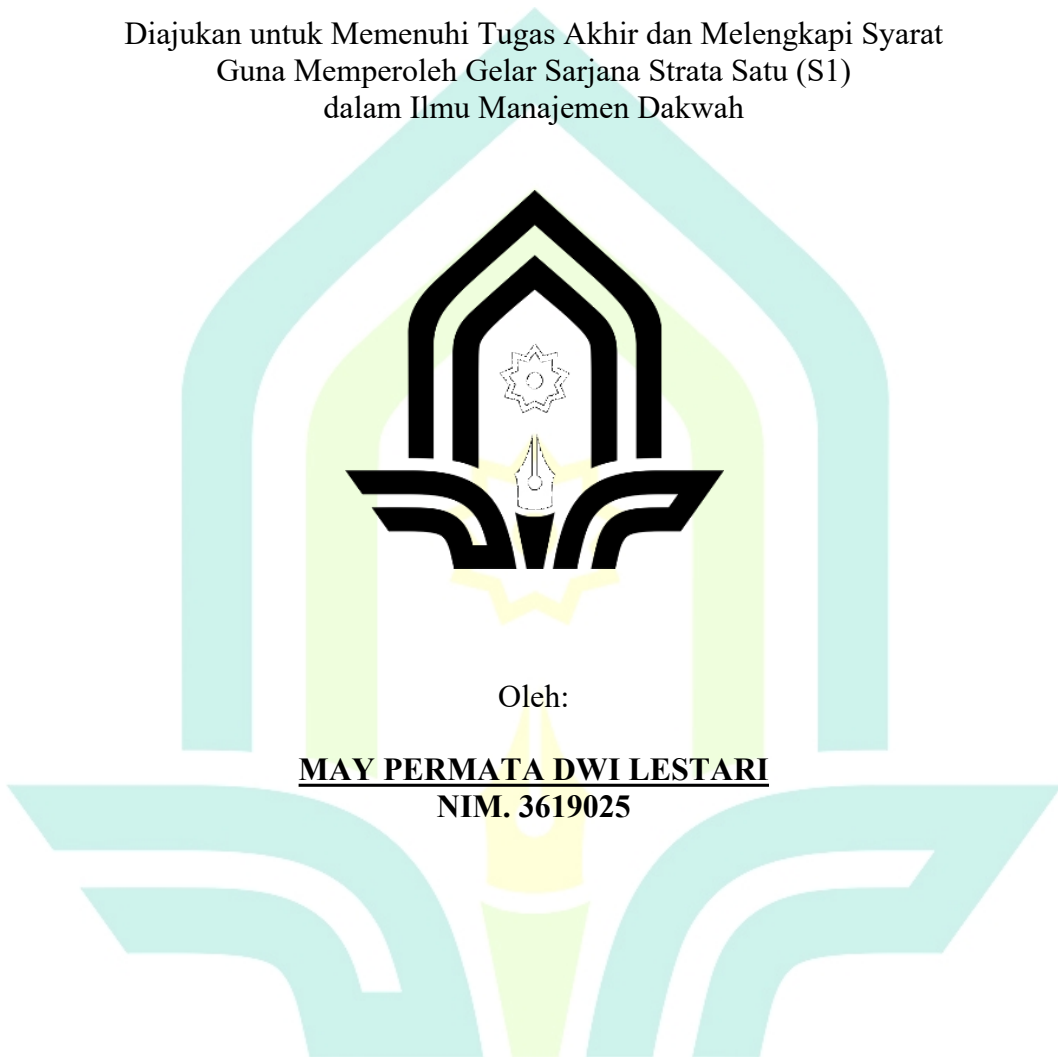 Diajukan untuk Memenuhi Tugas Akhir dan Melengkapi Syarat
Guna Memperoleh Gelar Sarjana Strata Satu (S1)
dalam Ilmu Manajemen Dakwah
Oleh:
MAY PERMATA DWI LESTARI
NIM. 3619025